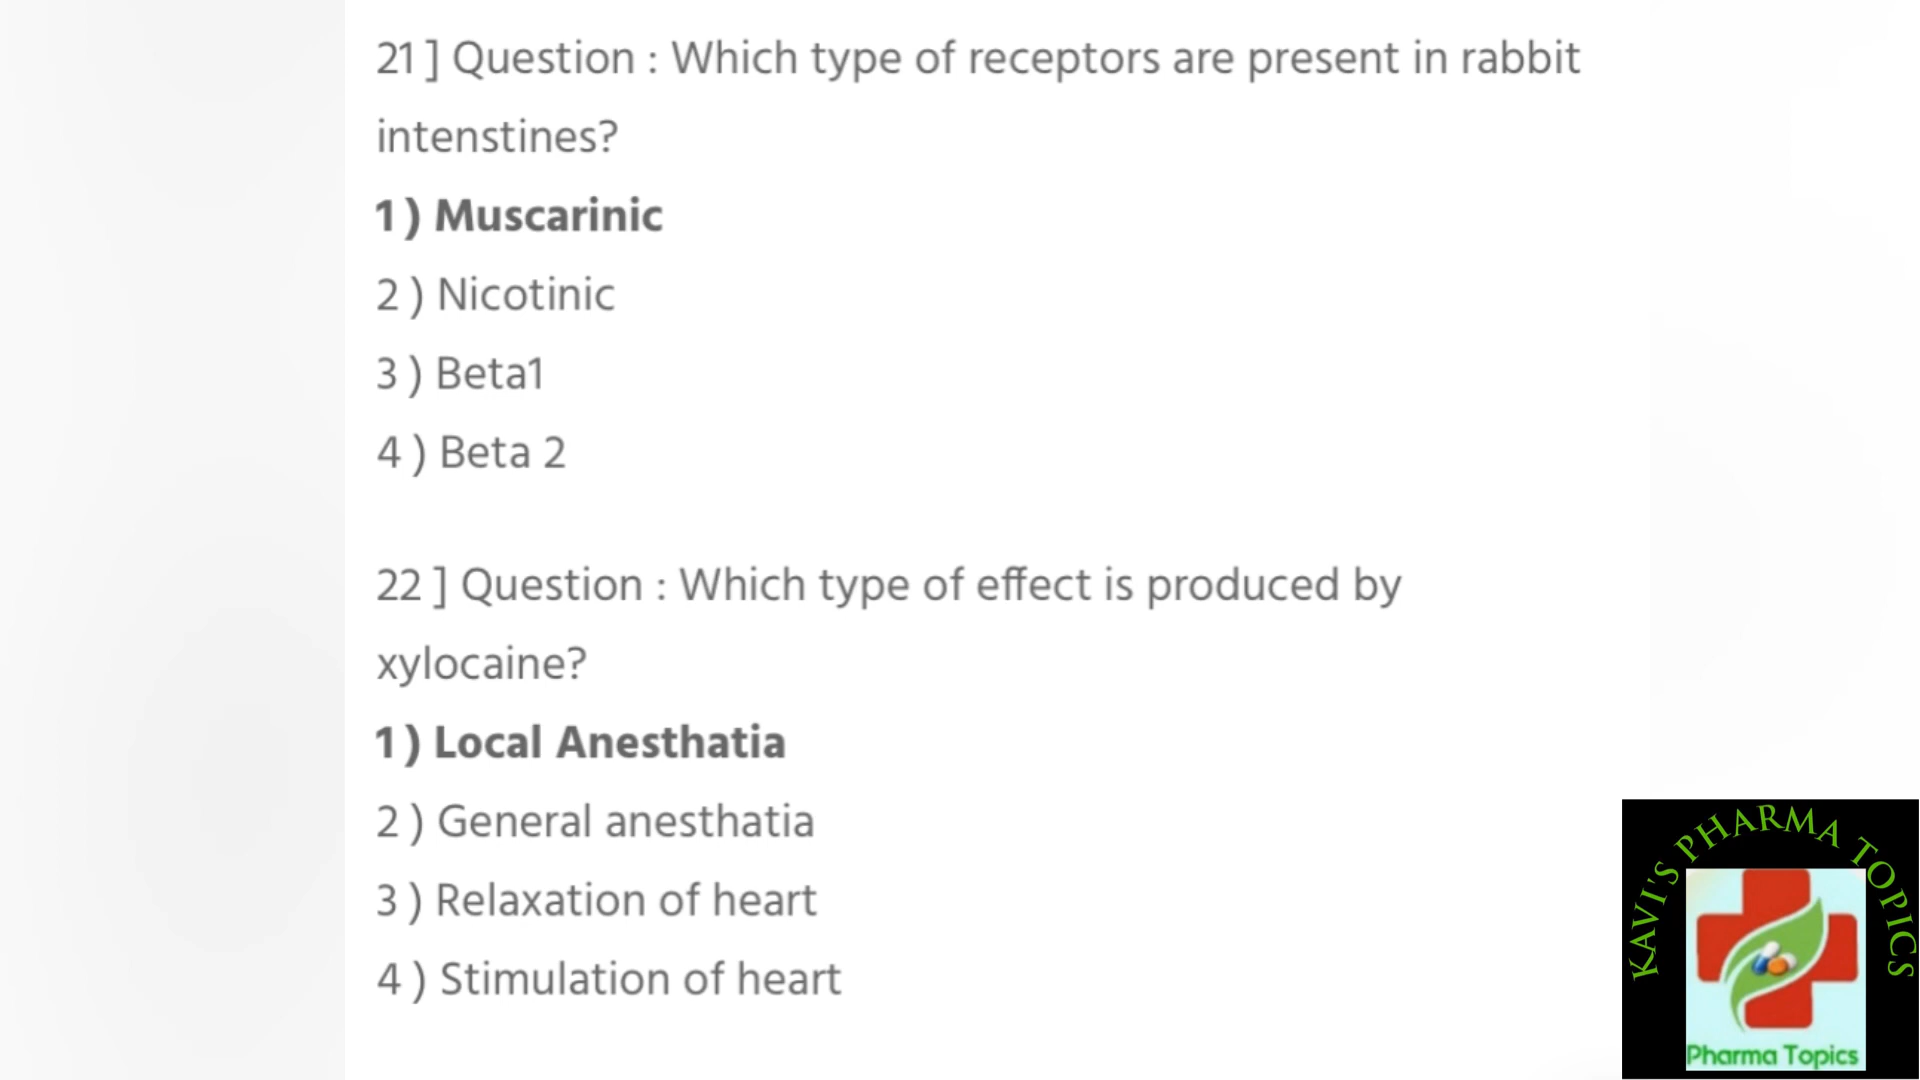 21 ] Question : Which type of receptors are present in rabbit
intenstines?
1 ) Muscarinic
2 ) Nicotinic
3 ) Beta1
4 ) Beta 2
22 ] Question : Which type of effect is produced by
xylocaine?
1 ) Local Anesthatia
2 ) General anesthatia
3 ) Relaxation of heart
4 ) Stimulation of heart
KAVI'S PHARMA TOPICS
Pharma Topics